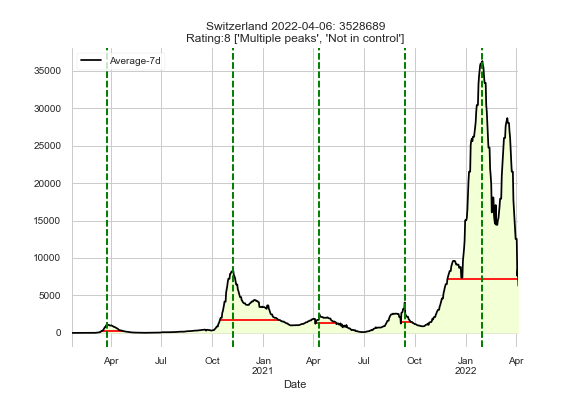 Switzerland 2022-04-06: 3528689
Rating:8 ['Multiple peaks', 'Not in control']
Average-7d
35000
30000
25000
20000
15000
10000
5000
0
Apr Jul Oct Jan Apr Jul Oct Jan Apr
2021 2022
Date